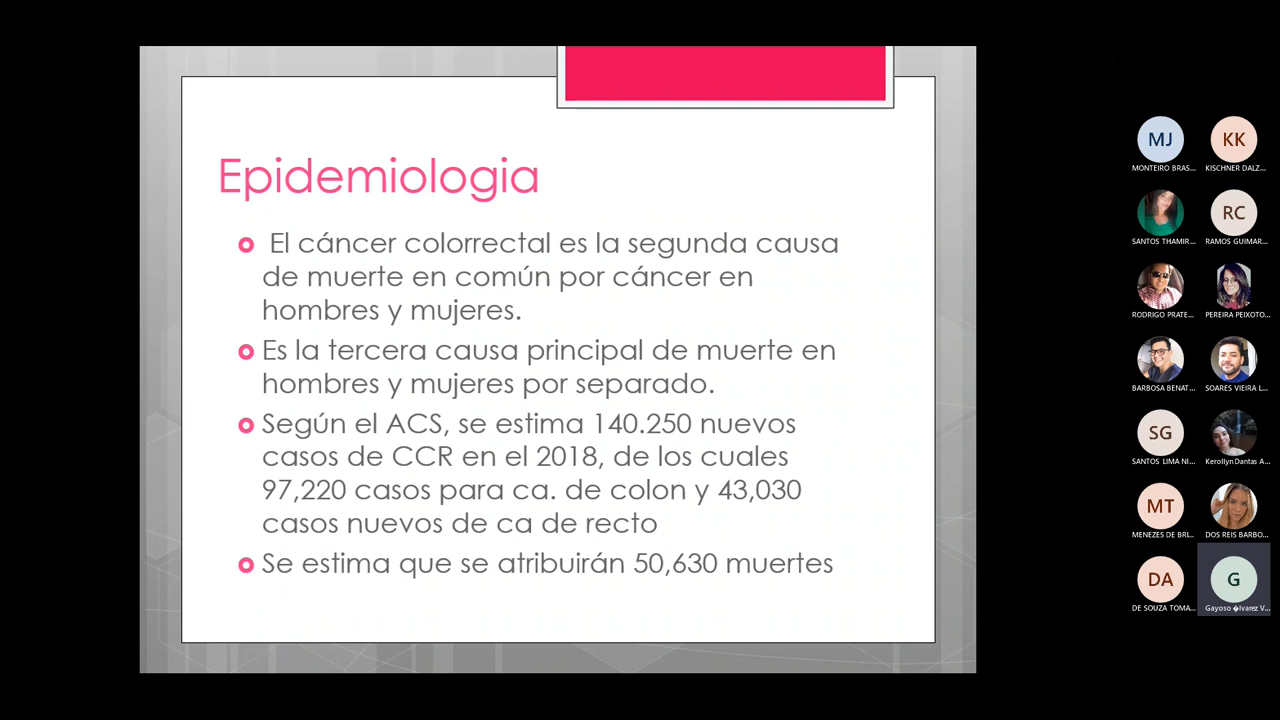 Epidemiologia
El cáncer colorrectal es la segunda causa
de muerte en común por cáncer en
hombres y mujeres.
Es la tercera causa principal de muerte en
hombres y mujeres por separado.
Según el ACS, se estima 140.250 nuevos
casos de CCR en el 2018, de los cuales
97,220 casos para ca. de colon y 43,030
casos nuevos de ca de recto
Se estima que se atribuirán 50,630 muertes
MJ
KK
MONTEIRO BRAS...
KISCHNER DALZ...
RC
SANTOS THAMIR...
RAMOS GUIMAR...
RODRIGO PRATE...
PEREIRA PEIXOTO...
BARBOSA BENAT...
SOARES VIEIRA L...
SG
SANTOS LIMA NI...
Kerollyn Dantas A...
MT
MENEZES DE BRI...
DOS REIS BARBO...
DA
G
DE SOUZA TOMA...
Gayoso �lvarez V...